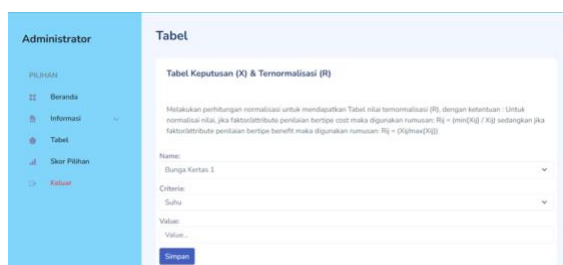 Administrator
PILIHAN
Beranda
Informasi
Tabel
Skor Pilihan
Keluar
Tabel
Tabel Keputusan (X) & Ternormalisasi (R)
Melakukan perhitungan normalisasi untuk mendapatkan Tabel nilai ternormalisasi (R), dengan ketentuan : Untuk
normalisai nilai, jika faktor/attribute penilaian bertipe cost maka digunakan rumusan: Rij = (min{Xij} / Xij) sedangkan jika
faktor/attribute penilaian bertipe benefit maka digunakan rumusan: Rij = (Xij/max{Xij})
Name:
Bunga Kertas 1
Criteria:
Suhu
Value:
Value...
Simpan